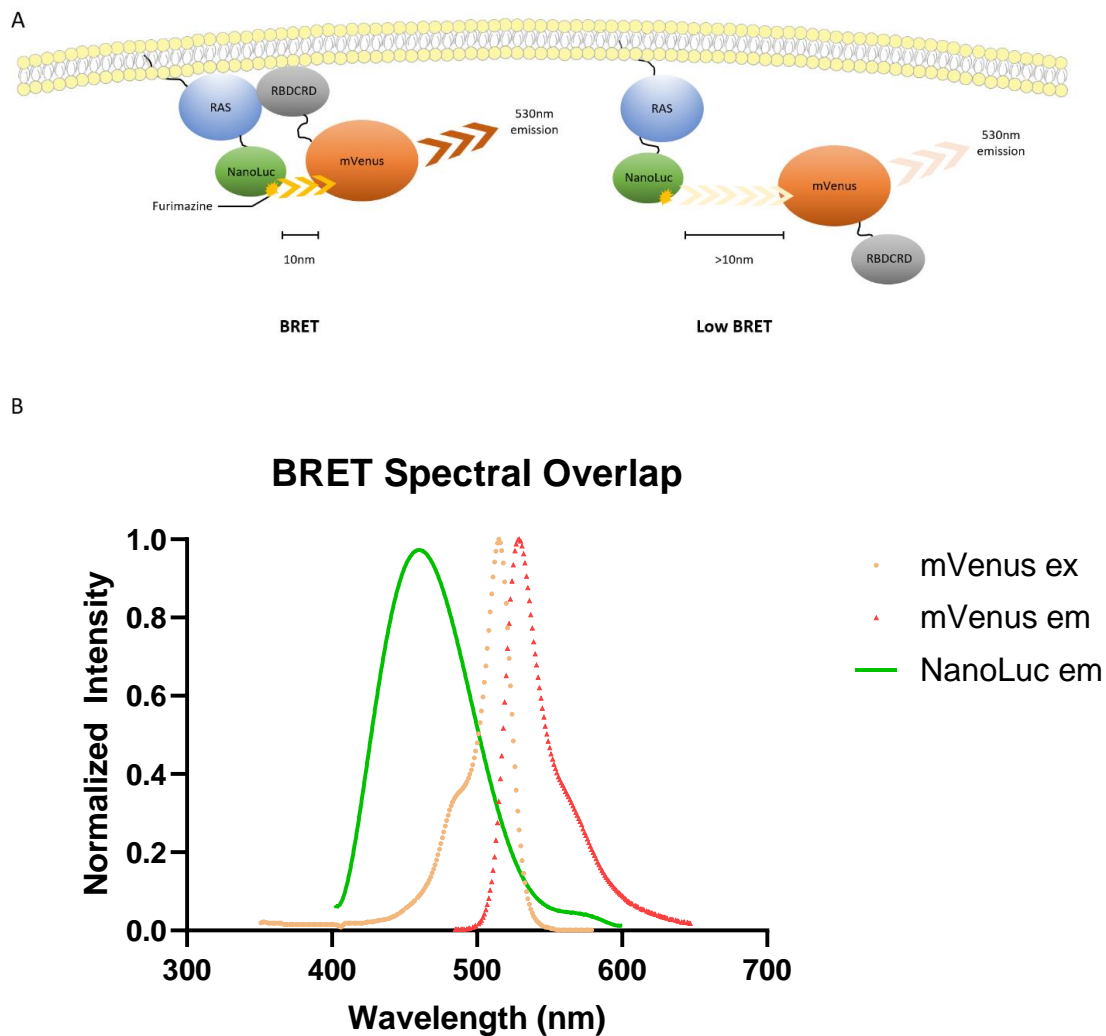 A
RAS
RBDCRD
NanoLuc
mVenus
530nm
emission
Furimazine
10nm
BRET
RAS
NanoLuc
mVenus
RBDCRD
530nm
emission
>10nm
Low BRET
B
BRET Spectral Overlap
Normalized Intensity
1.0
0.8
0.6
0.4
0.2
0.0
300 400 500 600 700
Wavelength (nm)
mVenus ex
mVenus em
NanoLuc em